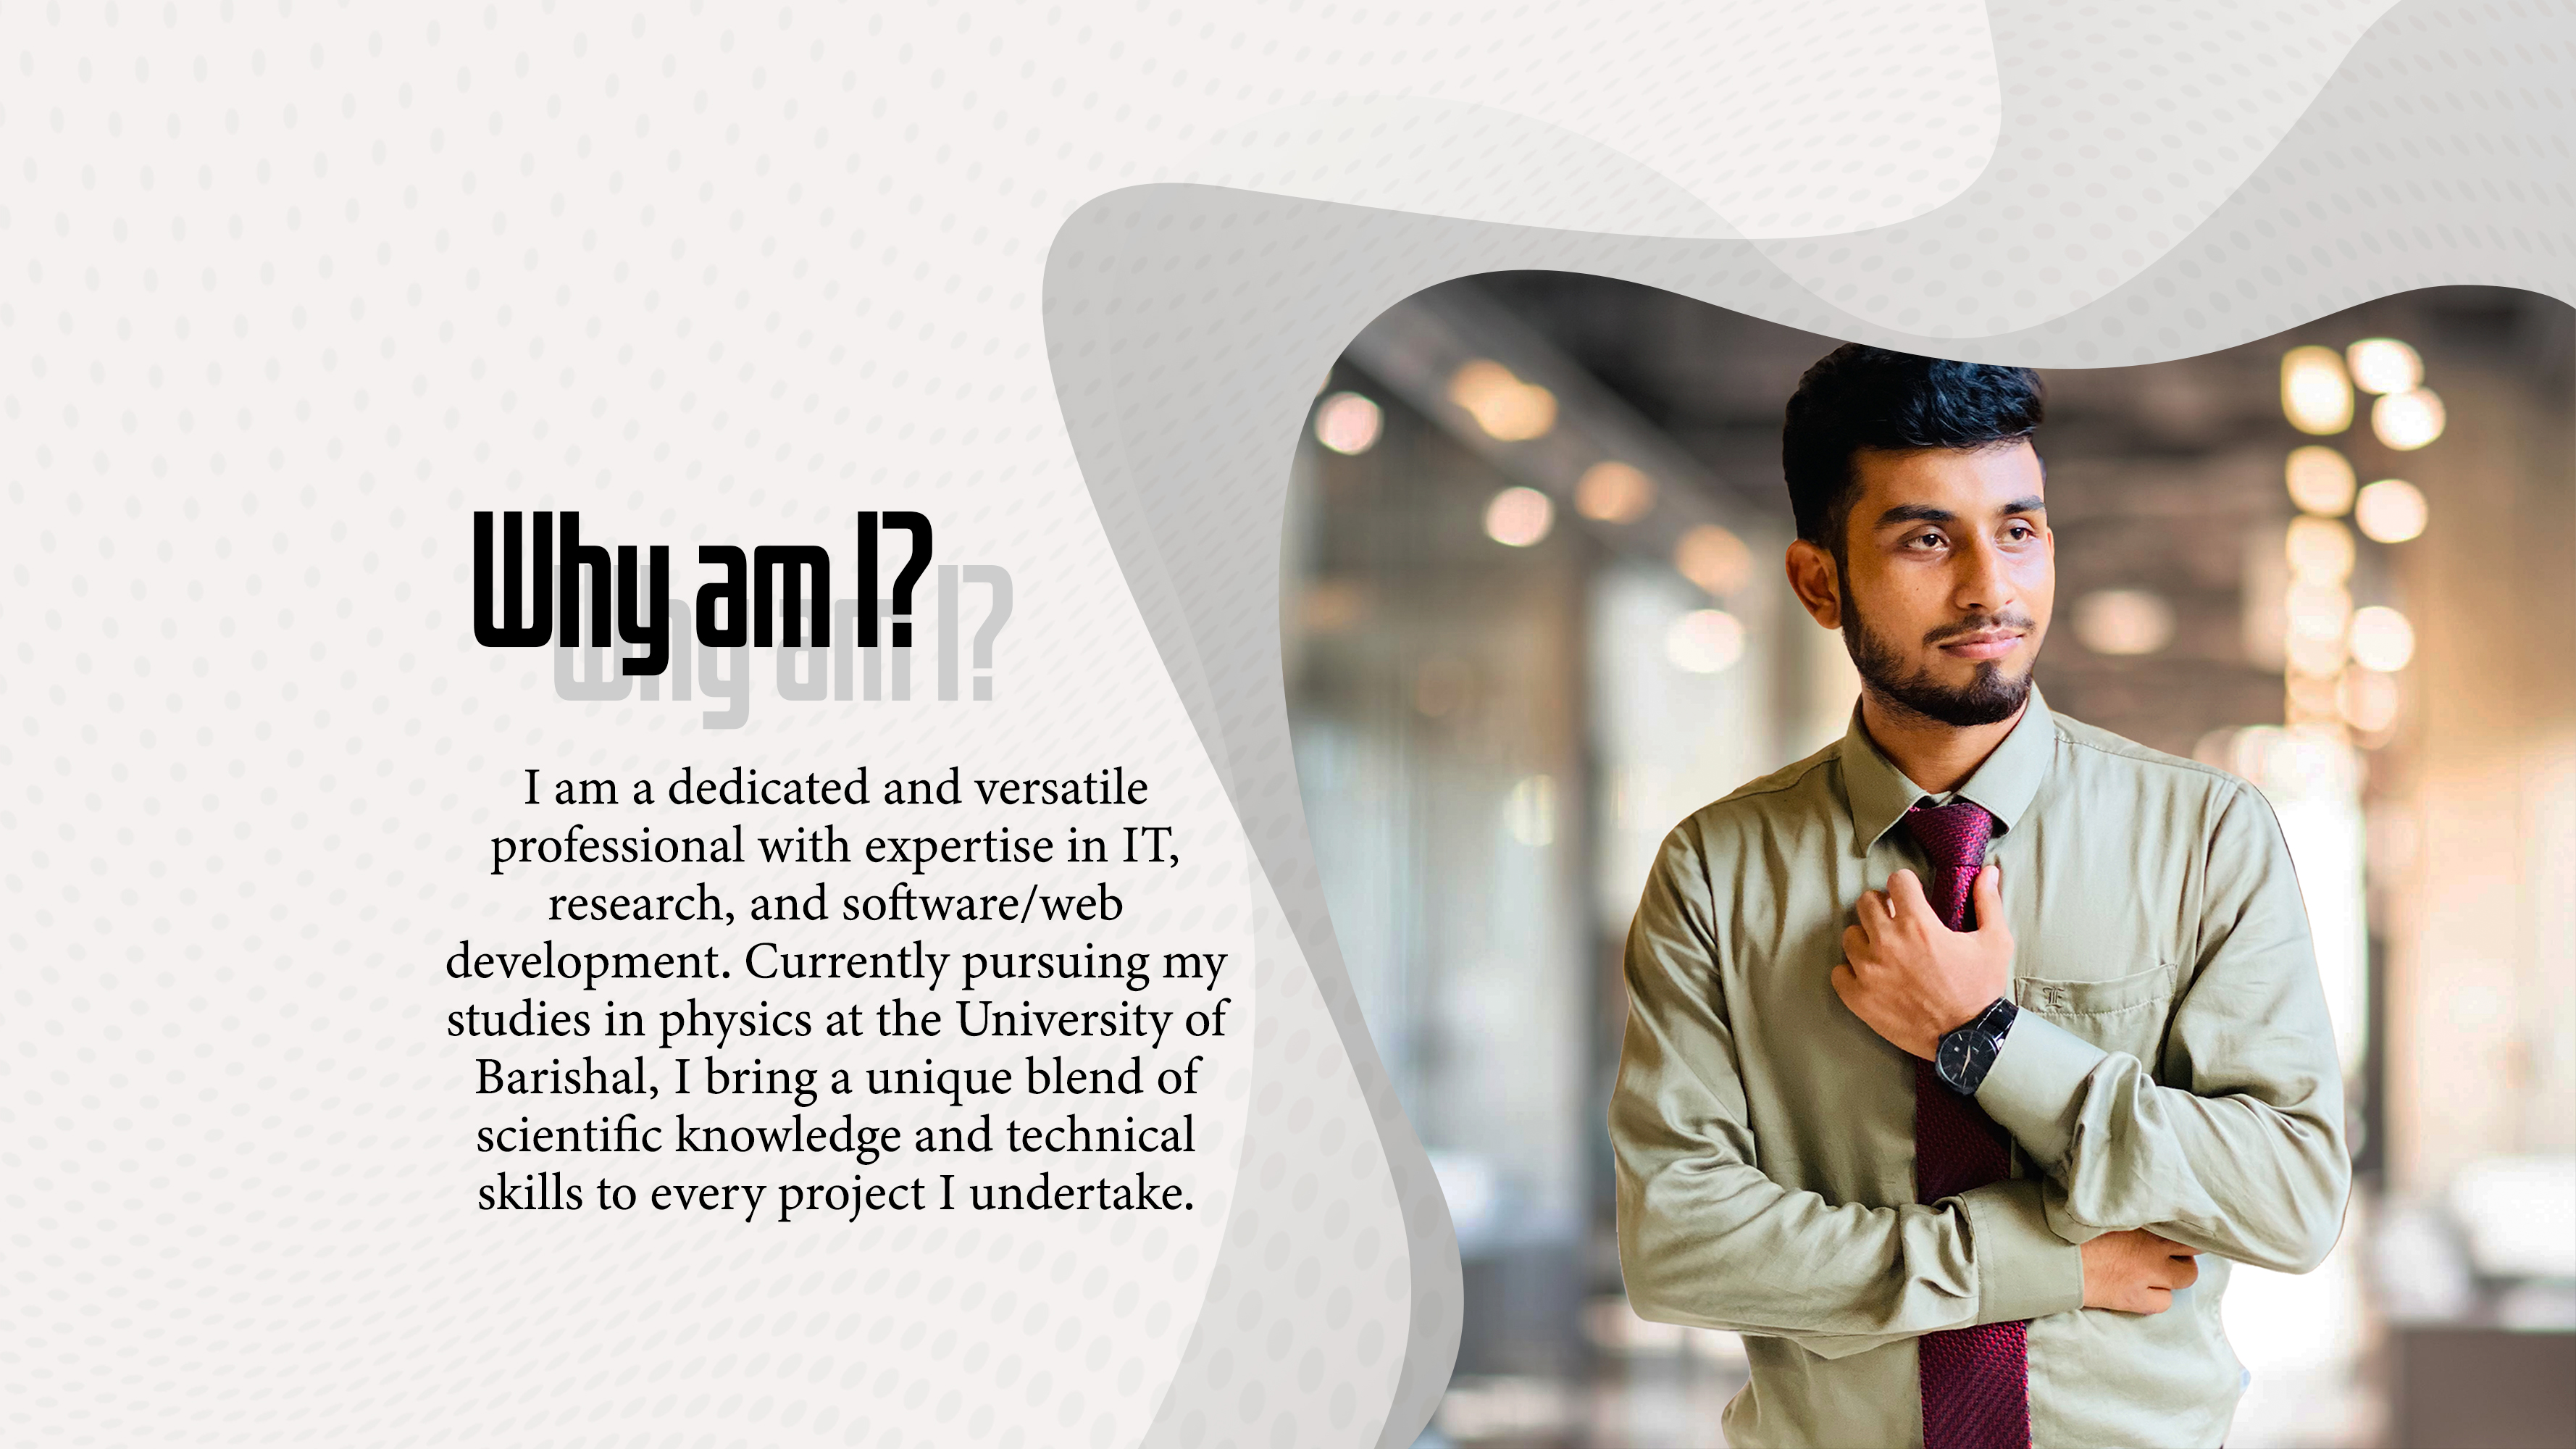 Why am I?
Why am I?
I am a dedicated and versatile
professional with expertise in IT,
research, and software/web
development. Currently pursuing my
studies in physics at the University of
Barishal, I bring a unique blend of
scientific knowledge and technical
skills to every project I undertake.